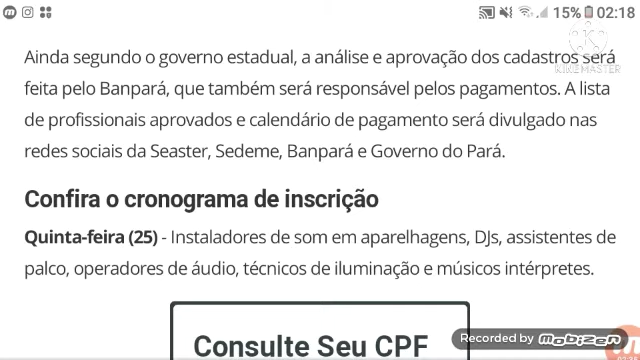 15% 02:18
Ainda segundo o governo estadual, a análise e aprovação dos cadastros será
KINEMASTER
feita pelo Banpará, que também será responsável pelos pagamentos. A lista
de profissionais aprovados e calendário de pagamento será divulgado nas
redes sociais da Seaster, Sedeme, Banpará e Governo do Pará.
Confira o cronograma de inscrição
Quinta-feira (25) - Instaladores de som em aparelhagens, DJs, assistentes de
palco, operadores de áudio, técnicos de iluminação e músicos intérpretes.
Consulte Seu CPF
Recorded by Mobizen